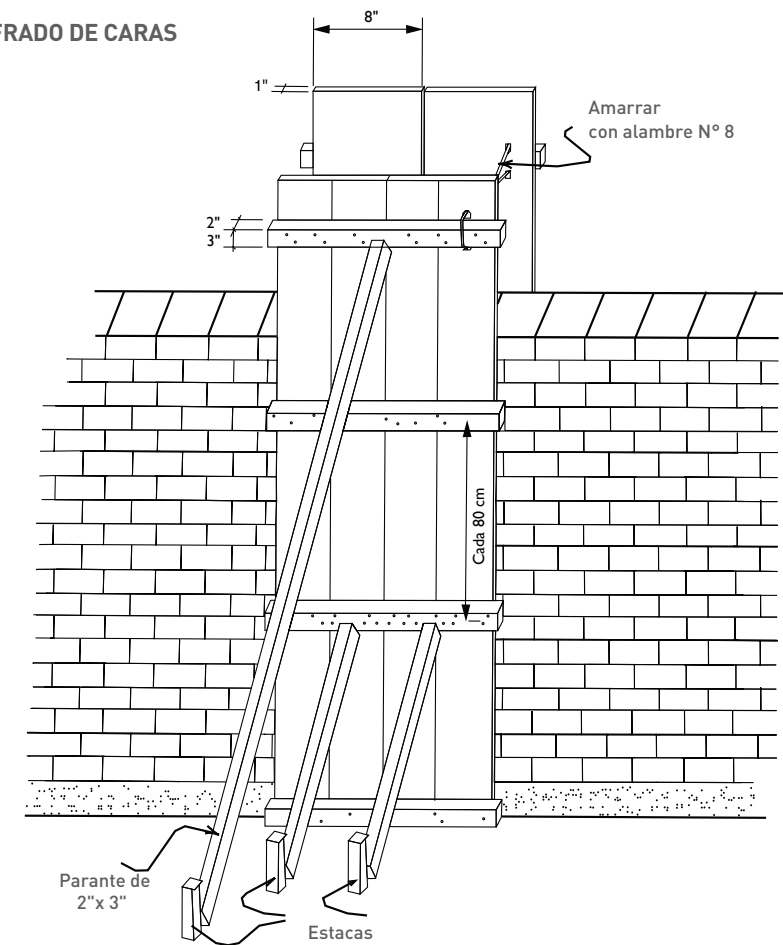 FRADO DE CARAS
8"
1"
Amarrar
con alambre N° 8
2"
3"
Cada 80 cm
Parante de
2"x 3"
Estacas